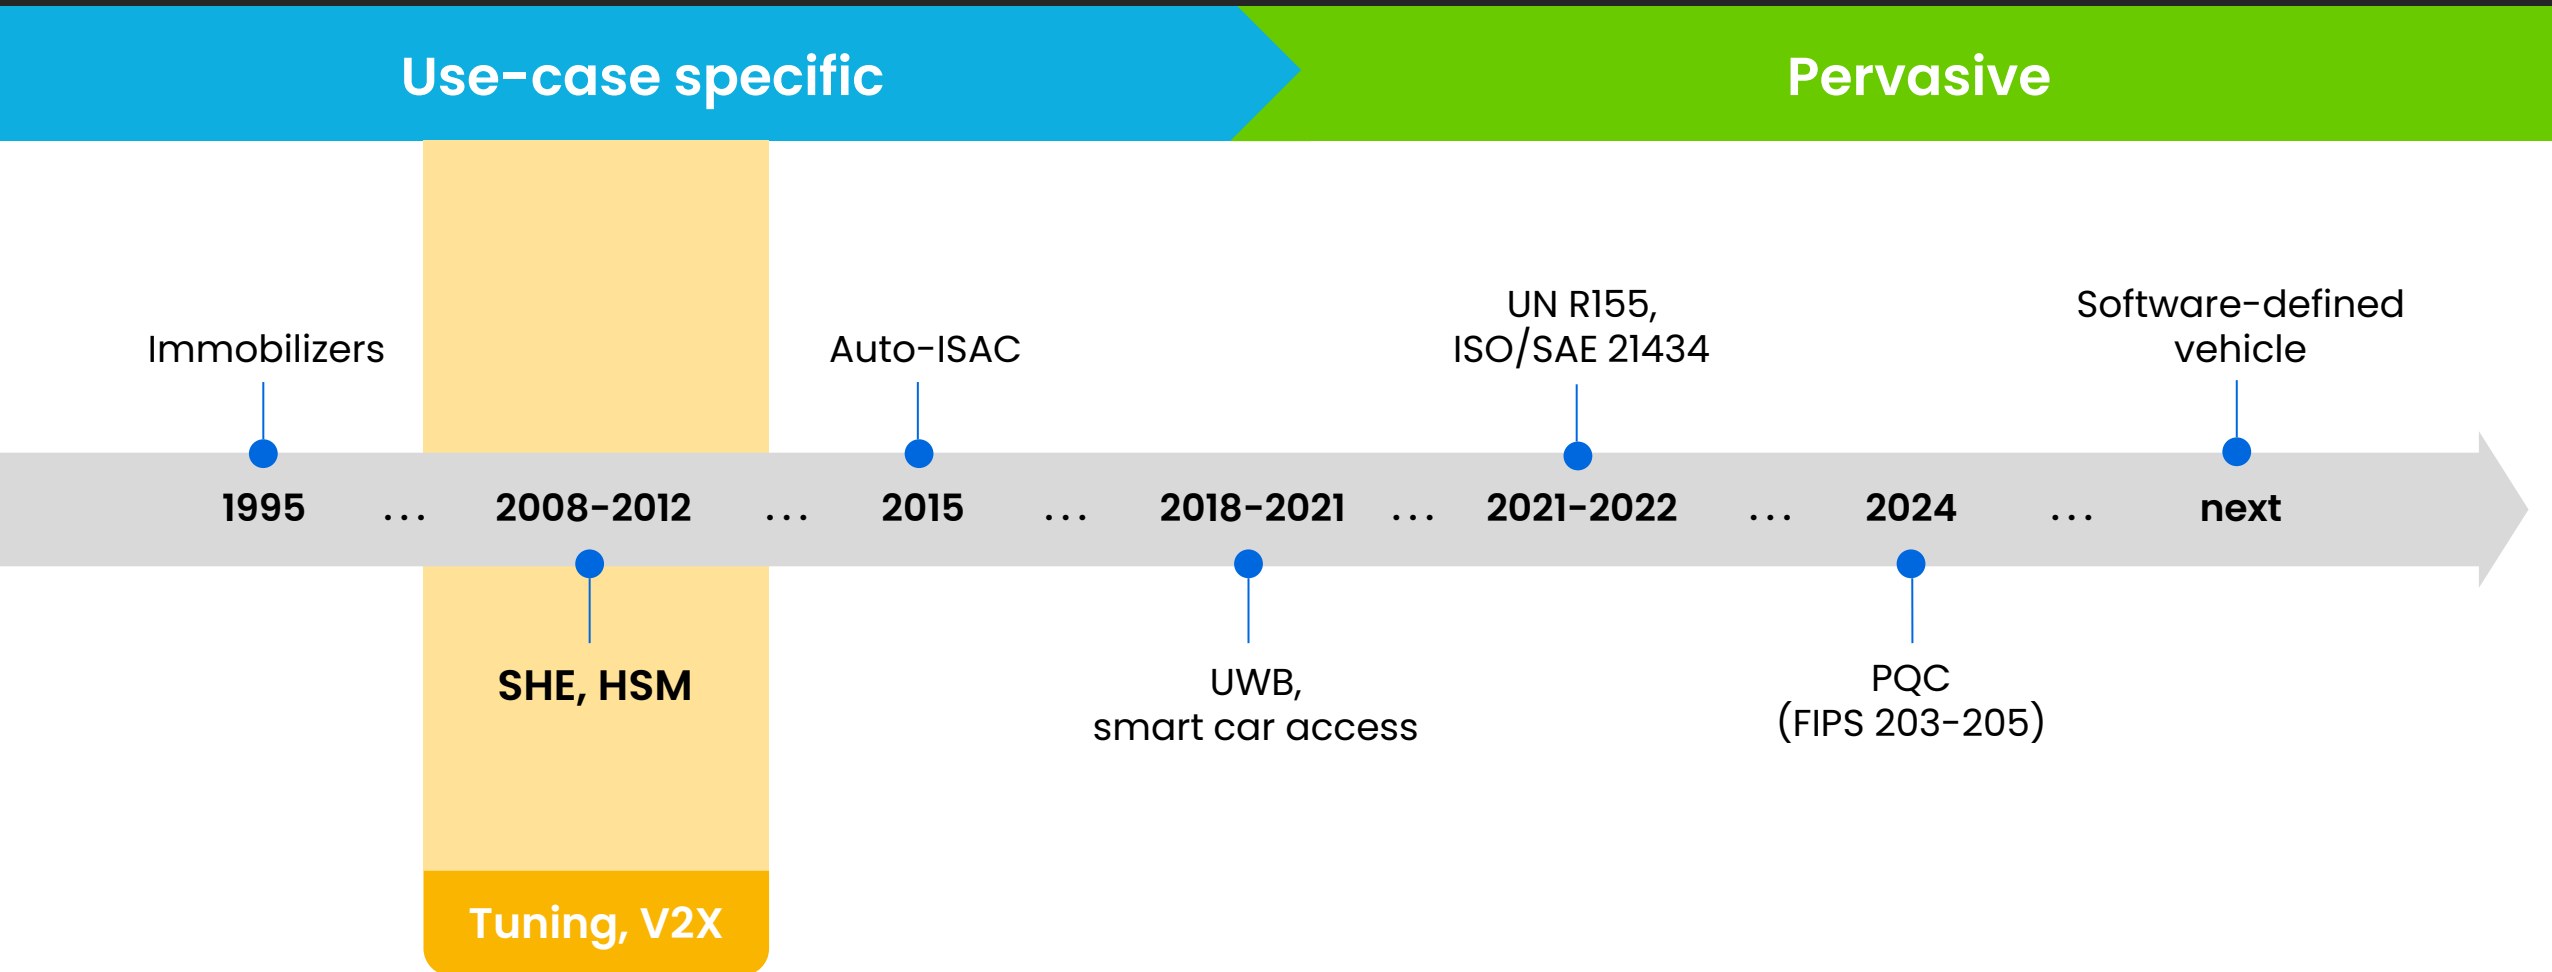 Use-case specific
Pervasive
Immobilizers
Auto-ISAC
UN R155,
ISO/SAE 21434
Software-defined
vehicle
1995 ... 2008-2012 ... 2015 ... 2018-2021 ... 2021-2022 ... 2024 ... next
SHE, HSM
UWB,
smart car access
PQC
(FIPS 203-205)
Tuning, V2X